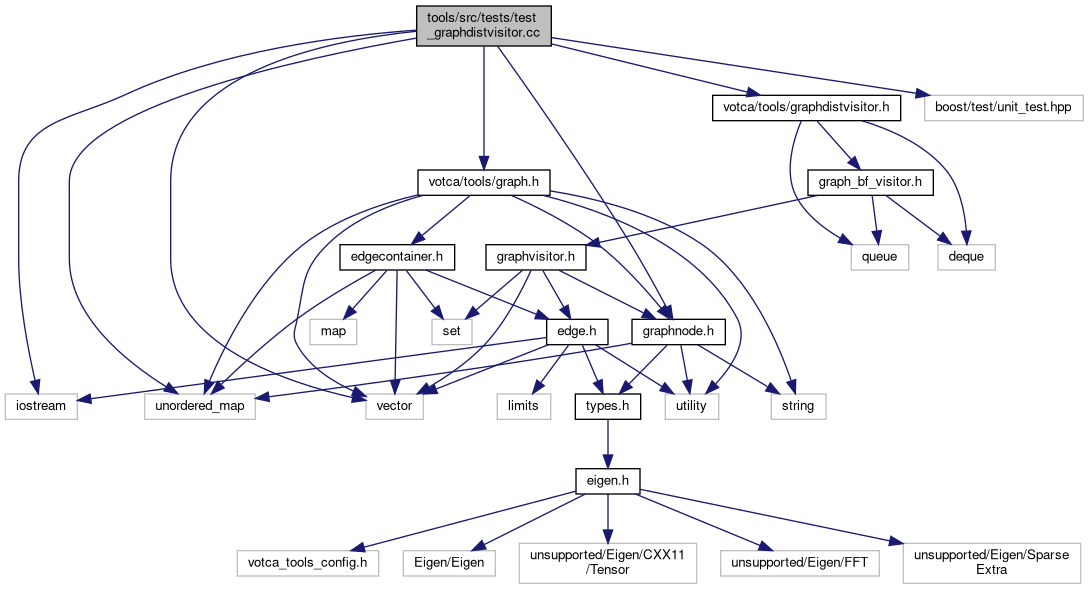 tools/src/tests/test
_graphdistvisitor.cc
votca/tools/graphdistvisitor.h
boost/test/unit_test.hpp
votca/tools/graph.h
graph_bf_visitor.h
edgecontainer.h
graphvisitor.h
queue
deque
map
set
edge.h
graphnode.h
iostream
unordered_map
vector
limits
types.h
utility
string
eigen.h
votca_tools_config.h
Eigen/Eigen
unsupported/Eigen/CXX11
/Tensor
unsupported/Eigen/FFT
unsupported/Eigen/Sparse
Extra